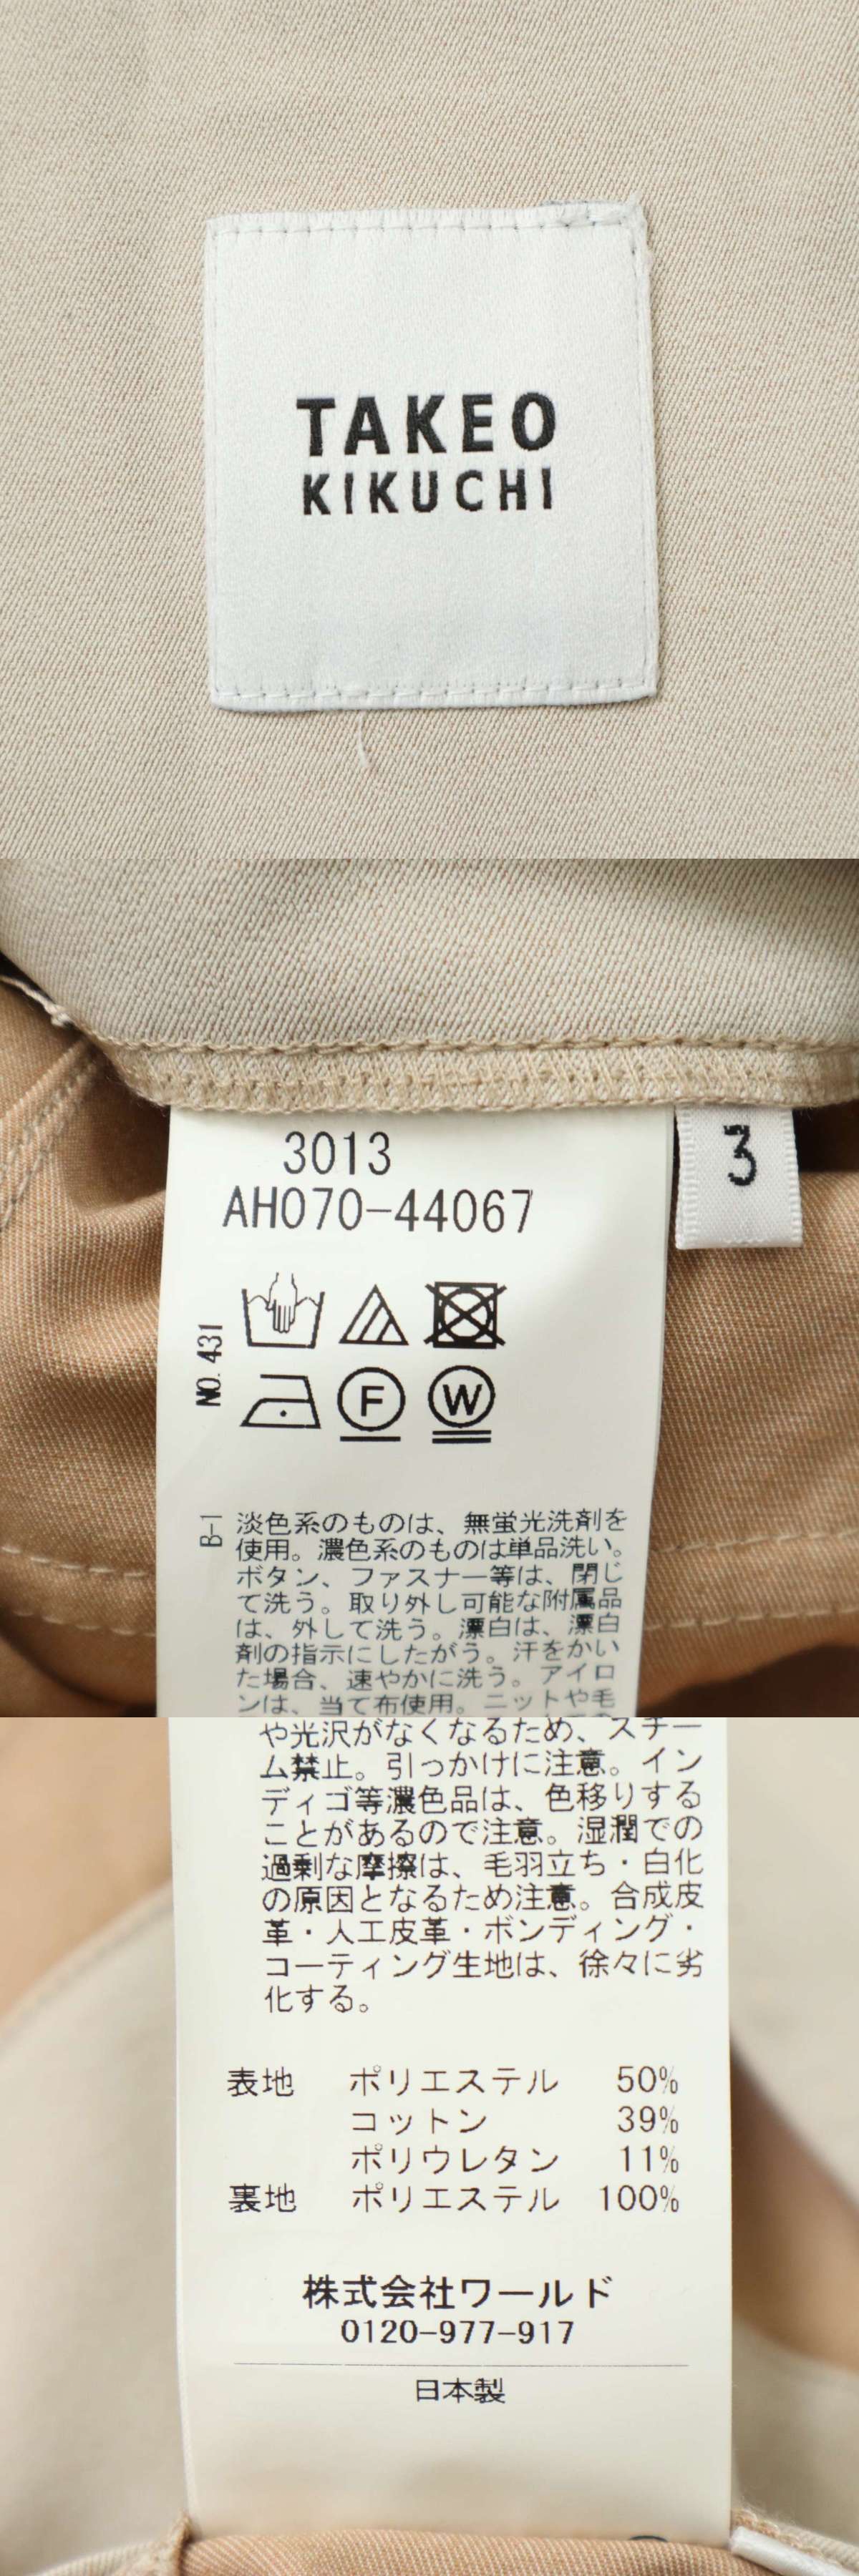 TAKEO
KIKUCHI
3013
AH070-44067
3
NO. 431
F
W
B-1
淡色系のものは、無蛍光洗剤を
使用。濃色系のものは単品洗い。
ボタン、ファスナー等は、閉じ
て洗う。取り外し可能な附属品
は、外して洗う。漂白は、漂白
剤の指示にしたがう。汗をかい
た場合、速やかに洗う。アイロ
ンは、当て布使用。ニットや毛
や光沢がなくなるため、スチー
ム禁止。引っかけに注意。イン
ディゴ等濃色品は、色移りする
ことがあるので注意。湿潤での
過剰な摩擦は、毛羽立ち・白化
の原因となるため注意。合成皮
革・人工皮革・ボンディング・
コーティング生地は、徐々に劣
化する。
表地 ポリエステル 50%
コットン 39%
ポリウレタン 11%
裏地 ポリエステル 100%
株式会社ワールド
0120-977-917
日本製